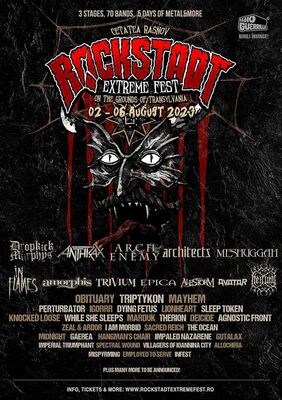 3 STAGES, 70 BANDS, 5 DAYS OF METAL&MORE
CETATEA RASNOV
ROCKSTADT
EXTREME FEST
ON THE GROUNDS OF TRANSYLVANIA
02 - 06 AUGUST 2023
Dropkick Murphys ANTHRAX ARCH ENEMY architects MESHUGGAH
IN FLAMES amorphis TRIVIUM EPICA ALESTORM AVATAR HEILUNG
OBITUARY TRIPTYKON MAYHEM
PERTURBATOR IGORRR DYING FETUS LIONHEART SLEEP TOKEN
KNOCKED LOOSE WHILE SHE SLEEPS MARDUK THERION DEICIDE AGNOSTIC FRONT
ZEAL & ARDOR I AM MORBID SACRED REICH THE OCEAN
MIDNIGHT GAEREA HANGMAN'S CHAIR IMPALED NAZARENE GUTALAX
IMPERIAL TRIUMPHANT SPECTRAL WOUND VILLAGERS OF IOANNINA CITY ALLOCHIRIA
MISPYRMING EMPLOYED TO SERVE INFEST
PLUS MANY MORE TO BE ANNOUNCED!
INFO, TICKETS & MORE: WWW.ROCKSTADTEXTREMEFEST.RO